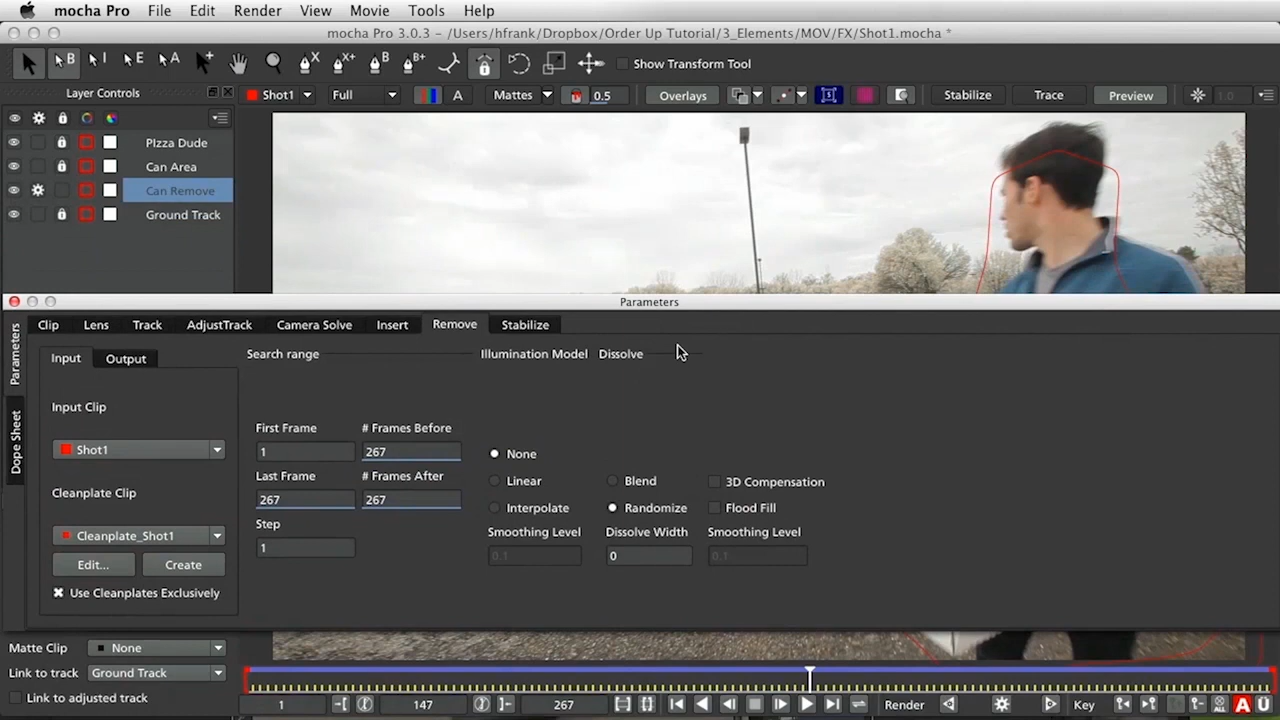 mocha Pro File Edit Render View Movie Tools Help
mocha Pro 3.0.3 - /Users/hfrank/Dropbox/Order Up Tutorial/3_Elements/MOV/FX/Shot1.mocha *
B I E A X X+ B B+ Show Transform Tool
Layer Controls
Shot1 Full A Mattes 0.5 Overlays Stabilize Trace Preview 1.0
PIzza Dude
Can Area
Can Remove
Ground Track
Parameters
Clip Lens Track AdjustTrack Camera Solve Insert Remove Stabilize
Parameters
Dope Sheet
Input Output
Search range Illumination Model Dissolve
Input Clip
Shot1
Cleanplate Clip
Cleanplate_Shot1
Edit... Create
Use Cleanplates Exclusively
First Frame # Frames Before
1 267
Last Frame # Frames After
267 267
Step
1
None
Linear Blend 3D Compensation
Interpolate Randomize Flood Fill
Smoothing Level Dissolve Width Smoothing Level
0.1 0 0.1
Matte Clip None
Link to track Ground Track
Link to adjusted track
1 147 267 Render Key A U